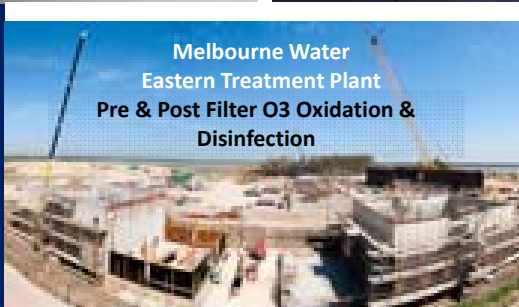 Melbourne Water
Eastern Treatment Plant
Pre & Post Filter O3 Oxidation &
Disinfection